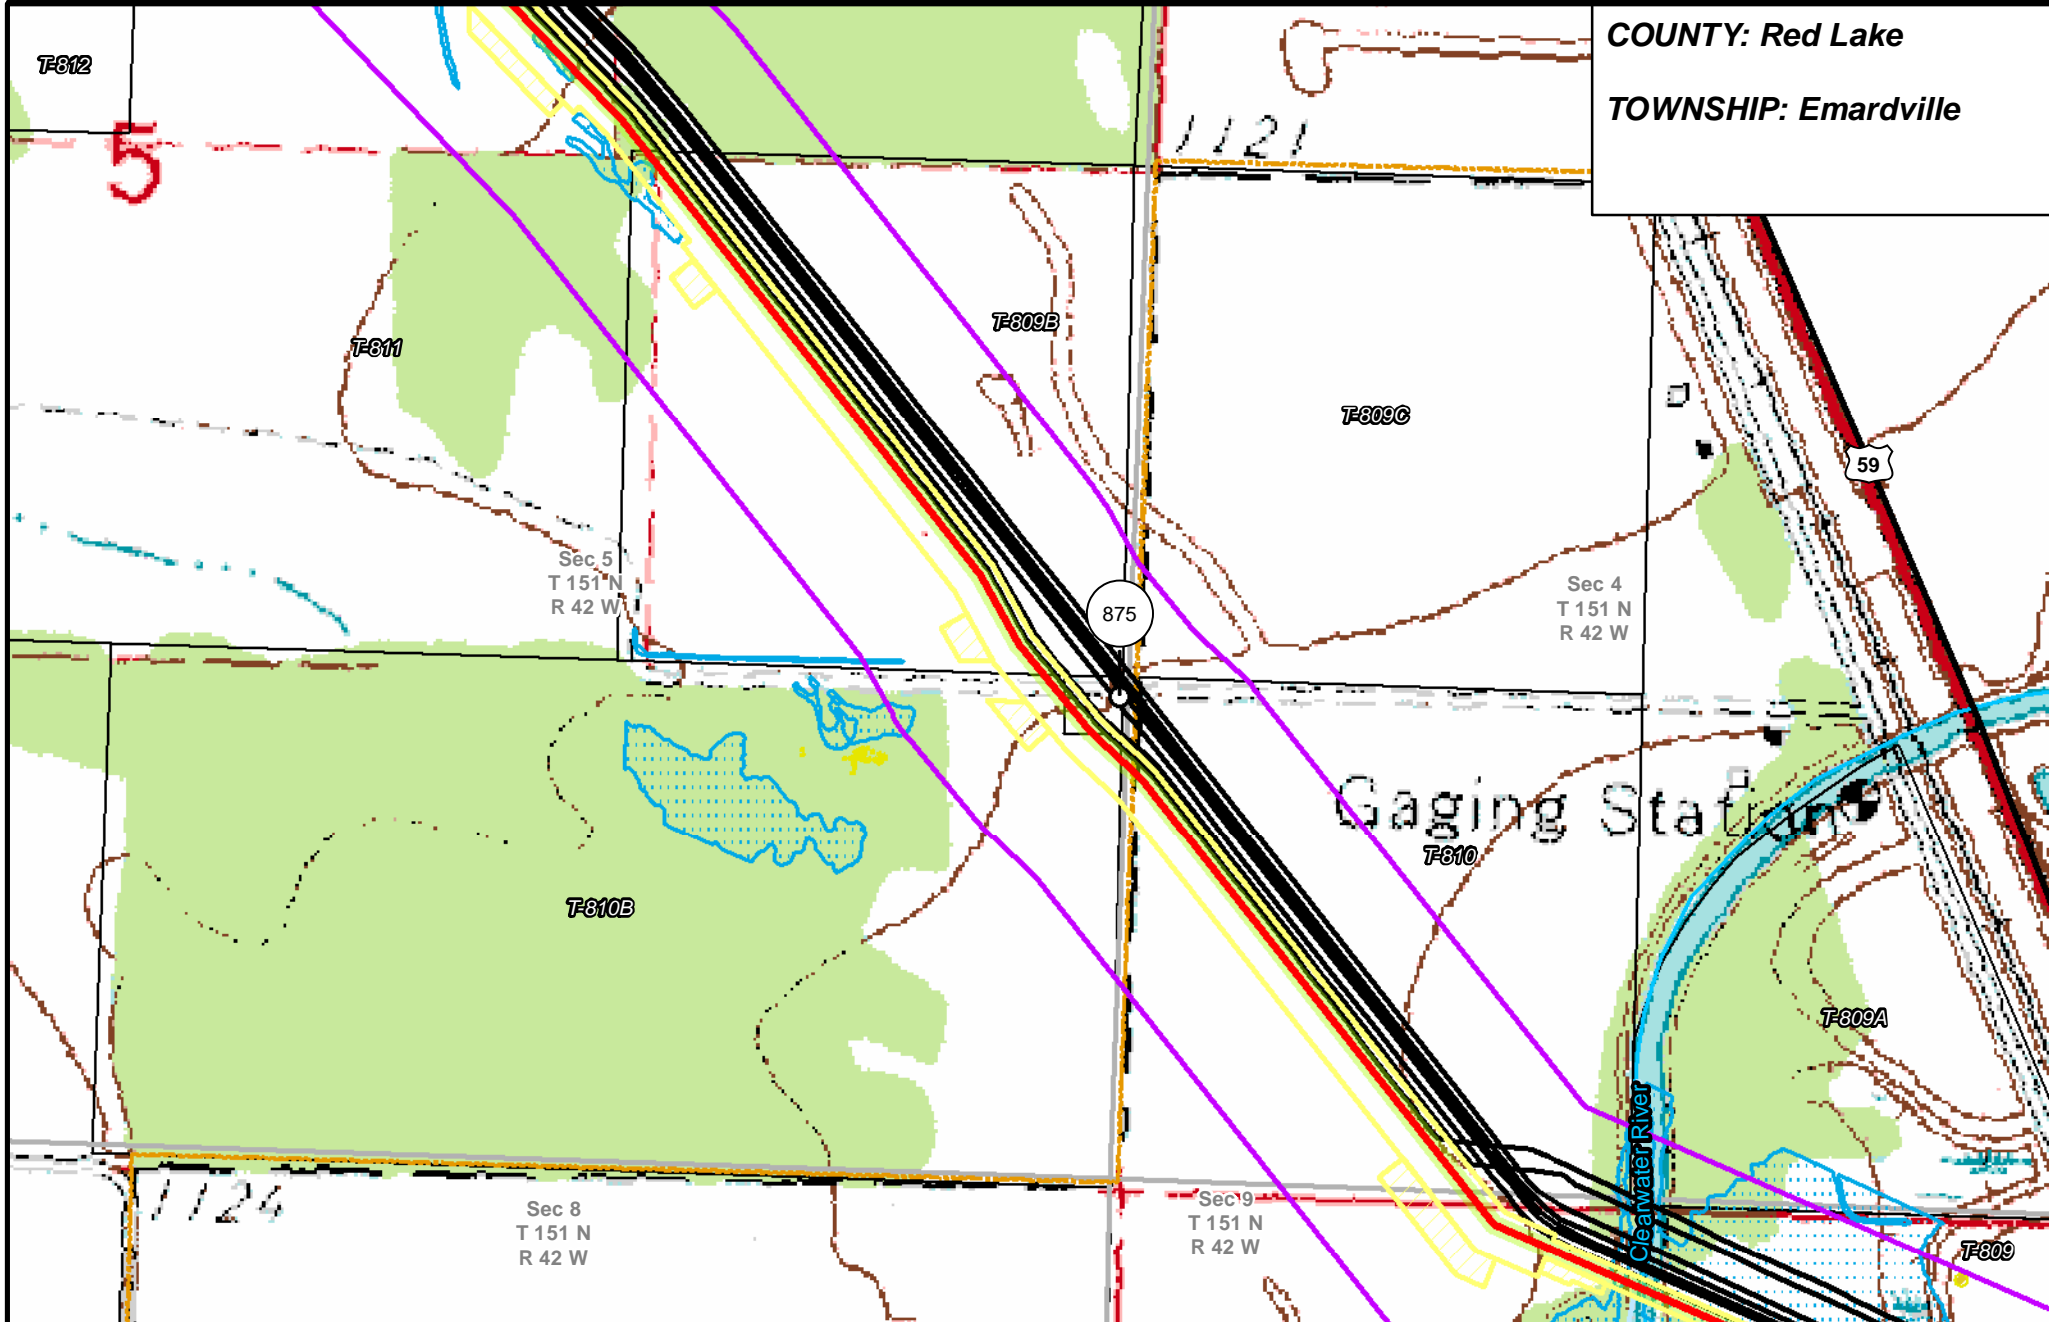 COUNTY: Red Lake
TOWNSHIP: Emardville
T-812
5
1121
T-809B
T-811
T-809C
59
Sec 5
T 151 N
R 42 W
875
Sec 4
T 151 N
R 42 W
Gaging Station
T-810
T-810B
T-809A
Clearwater River
1124
Sec 8
T 151 N
R 42 W
Sec 9
T 151 N
R 42 W
T-809